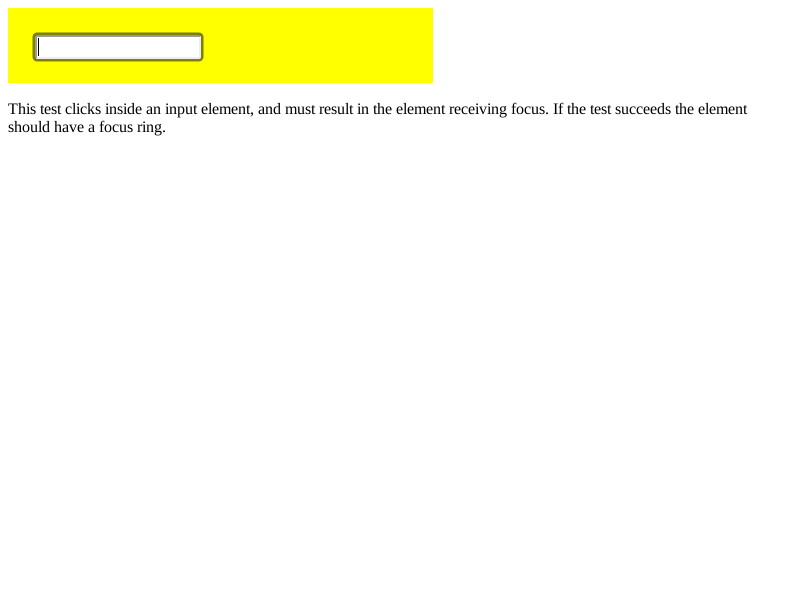 This test clicks inside an input element, and must result in the element receiving focus. If the test succeeds the element
should have a focus ring.